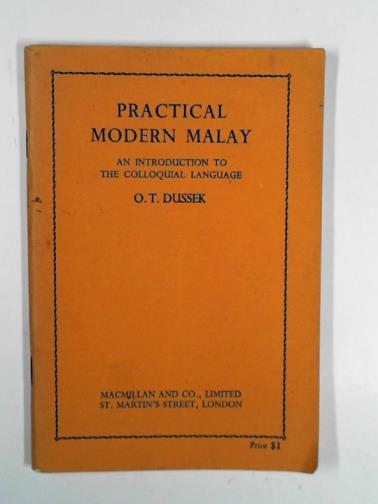 PRACTICAL
MODERN MALAY
AN INTRODUCTION TO
THE COLLOQUIAL LANGUAGE
O. T. DUSSEK
MACMILLAN AND CO., LIMITED
ST. MARTIN'S STREET, LONDON
Price $1